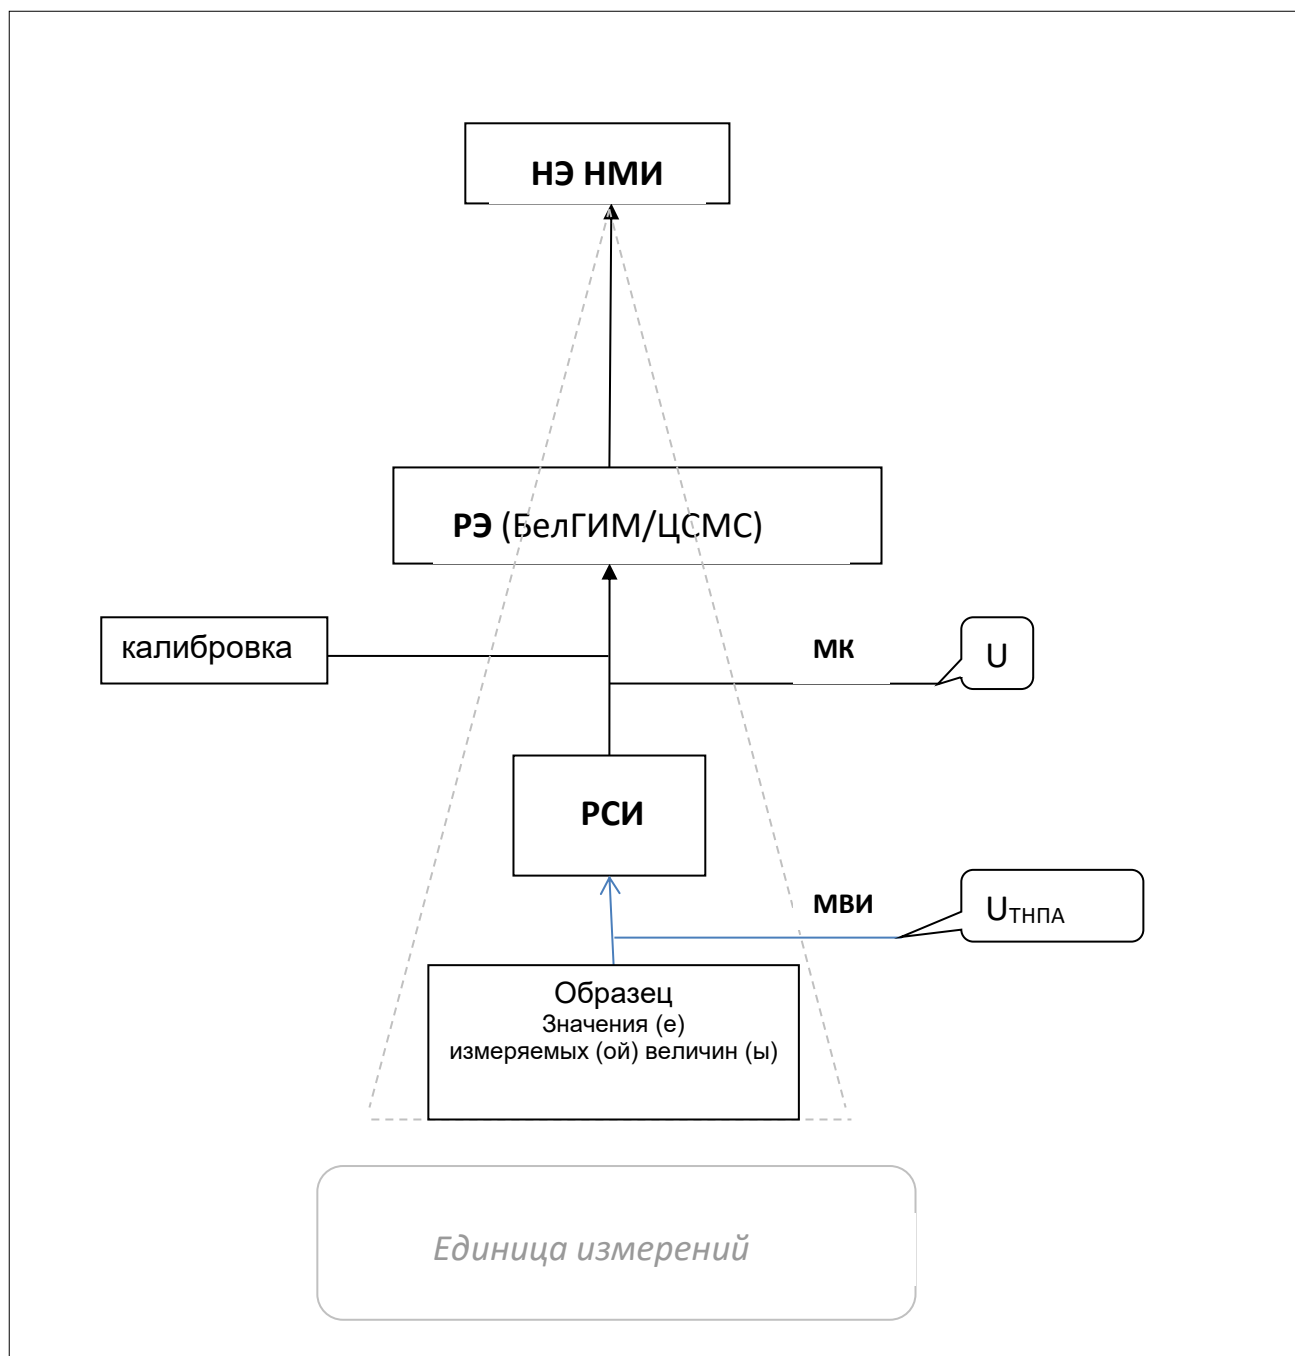 НЭ НМИ
РЭ (БелГИМ/ЦСМС)
калибровка
МК
U
РСИ
МВИ
UТНПА
Образец
Значения (е)
измеряемых (ой) величин (ы)
Единица измерений